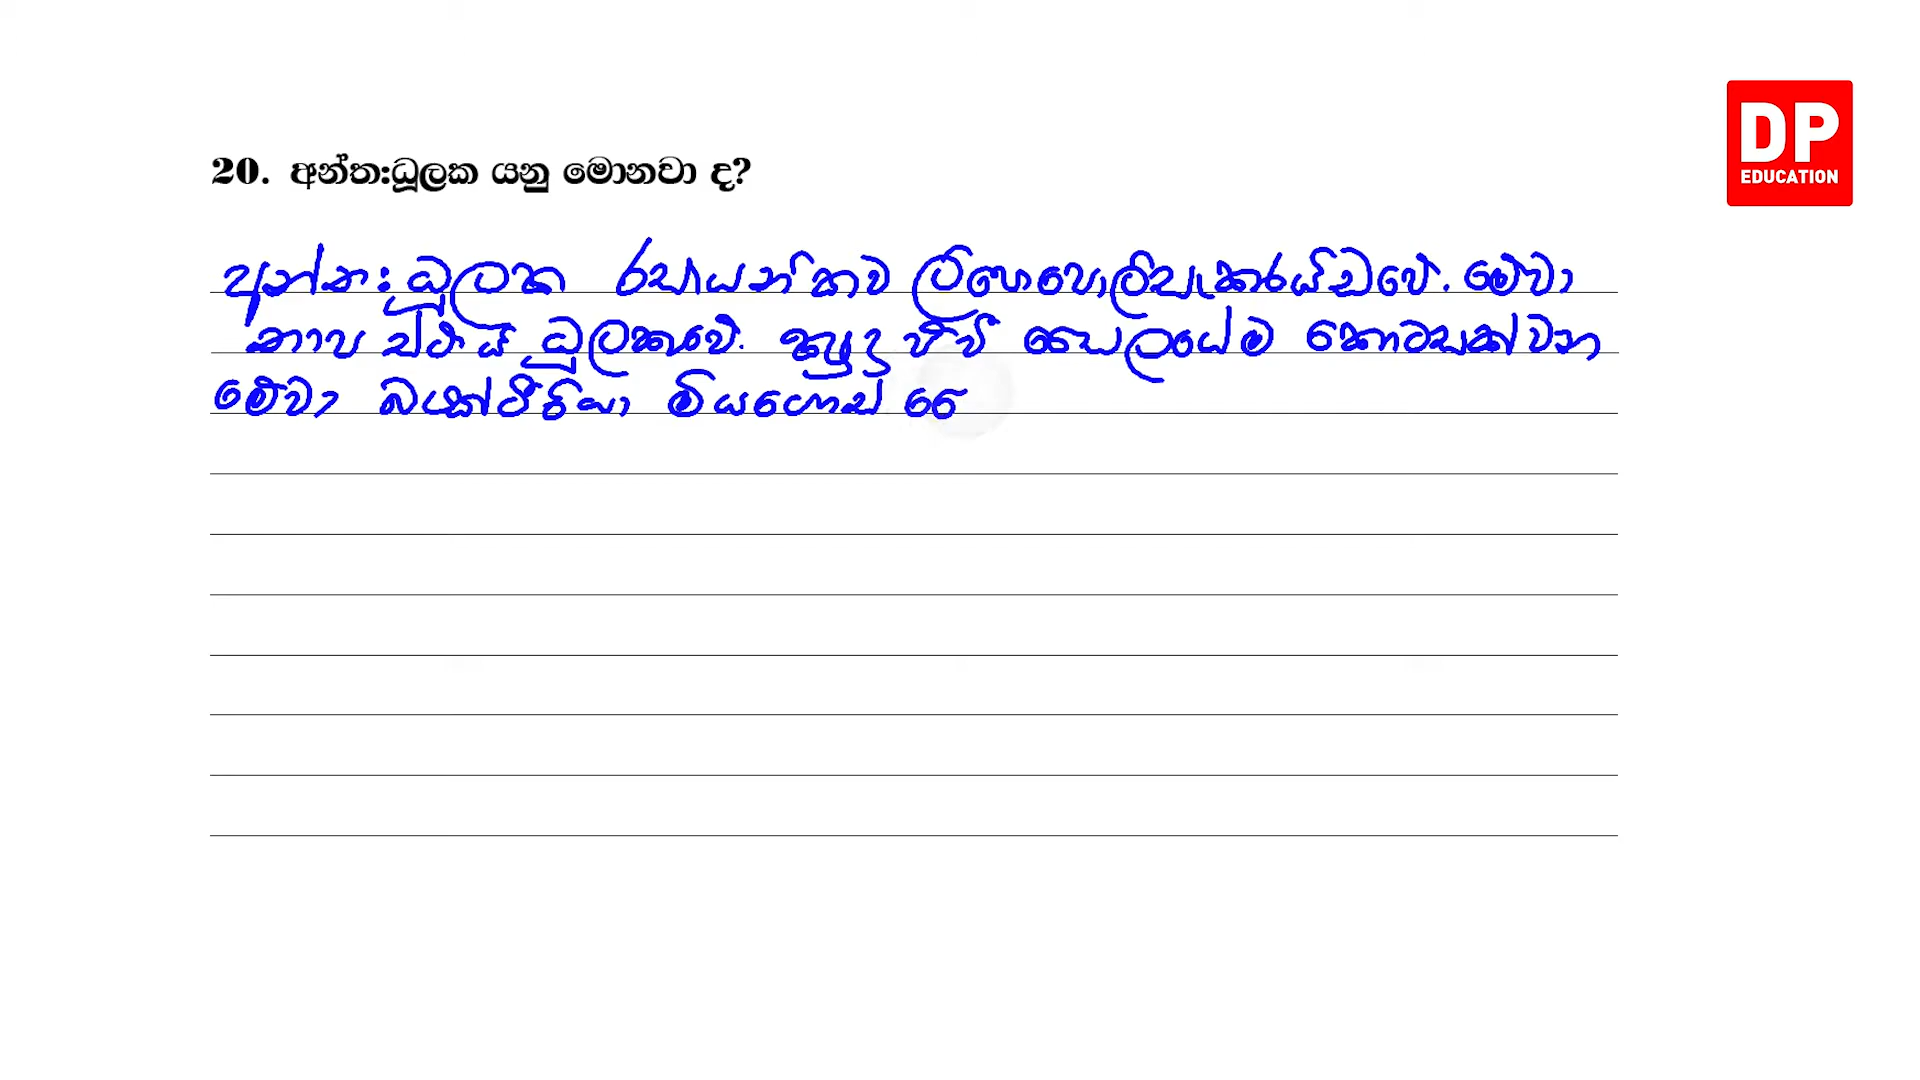 DP
EDUCATION
20. අන්ත:ධූලක යනු මොනවා ද?
අන්ත:ධූලක රසායනිකව ලිපොපොලිසැකරයිඩවේ. මේවා
තාප ස්ථායී ධූලකවේ. ක්ෂුද්‍ර ජීවී සෛලයේම කොටසක්වන
මේවා බැක්ටීරියා මියගොස් සෛ